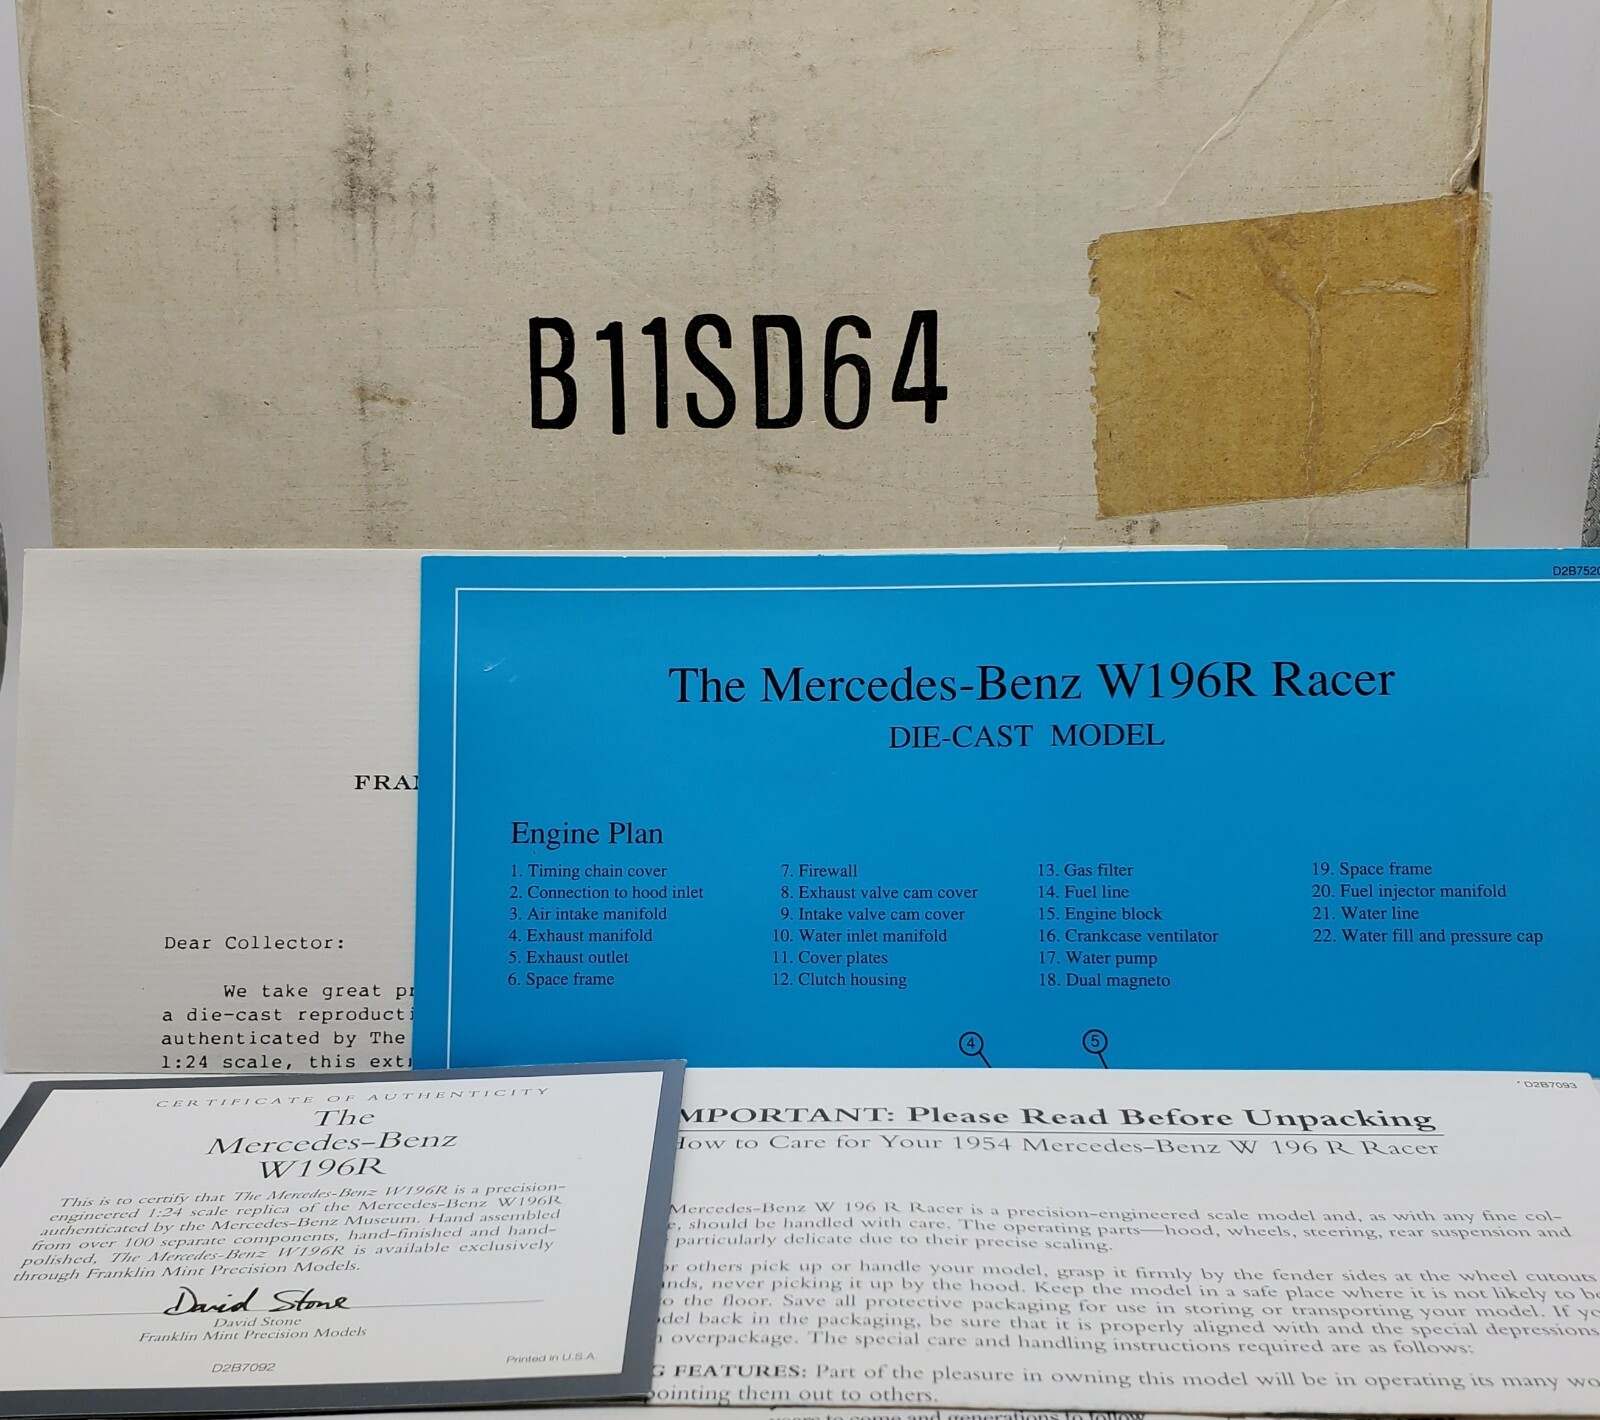 B11SD64
D2B7520
The Mercedes-Benz W196R Racer
DIE-CAST MODEL
Engine Plan
1. Timing chain cover
2. Connection to hood inlet
3. Air intake manifold
4. Exhaust manifold
5. Exhaust outlet
6. Space frame
7. Firewall
8. Exhaust valve cam cover
9. Intake valve cam cover
10. Water inlet manifold
11. Cover plates
12. Clutch housing
13. Gas filter
14. Fuel line
15. Engine block
16. Crankcase ventilator
17. Water pump
18. Dual magneto
19. Space frame
20. Fuel injector manifold
21. Water line
22. Water fill and pressure cap
4
5
Dear Collector:
We take great
a die-cast
authenticated by The
1:24 scale, this
CERTIFICATE OF AUTHENTICITY
The
Mercedes-Benz
W196R
This is to certify that The Mercedes-Benz W196R is a precision-
engineered 1:24 scale replica of the Mercedes-Benz W196R
authenticated by the Mercedes-Benz Museum. Hand assembled
from over 100 separate components, hand-finished and hand-
polished, The Mercedes-Benz W196R is available exclusively
through Franklin Mint Precision Models.
David Stone
David Stone
Franklin Mint Precision Models
D2B7092
Printed in U.S.A.
D2B7093
MPORTANT: Please Read Before Unpacking
How to Care for Your 1954 Mercedes-Benz W 196 R Racer
Mercedes-Benz W 196 R Racer is a precision-engineered scale model and, as with any fine col-
should be handled with care. The operating parts—hood, wheels, steering, rear suspension and
particularly delicate due to their precise scaling.
others pick up or handle your model, grasp it firmly by the fender sides at the wheel cutouts
never picking it up by the hood. Keep the model in a safe place where it is not likely to be
the floor. Save all protective packaging for use in storing or transporting your model. If
back in the packaging, be sure that it is properly aligned with and the special depressions
overpackage. The special care and handling instructions required are as follows:
FEATURES: Part of the pleasure in owning this model will be in operating its many
pointing them out to others.
years to come and generations to follow